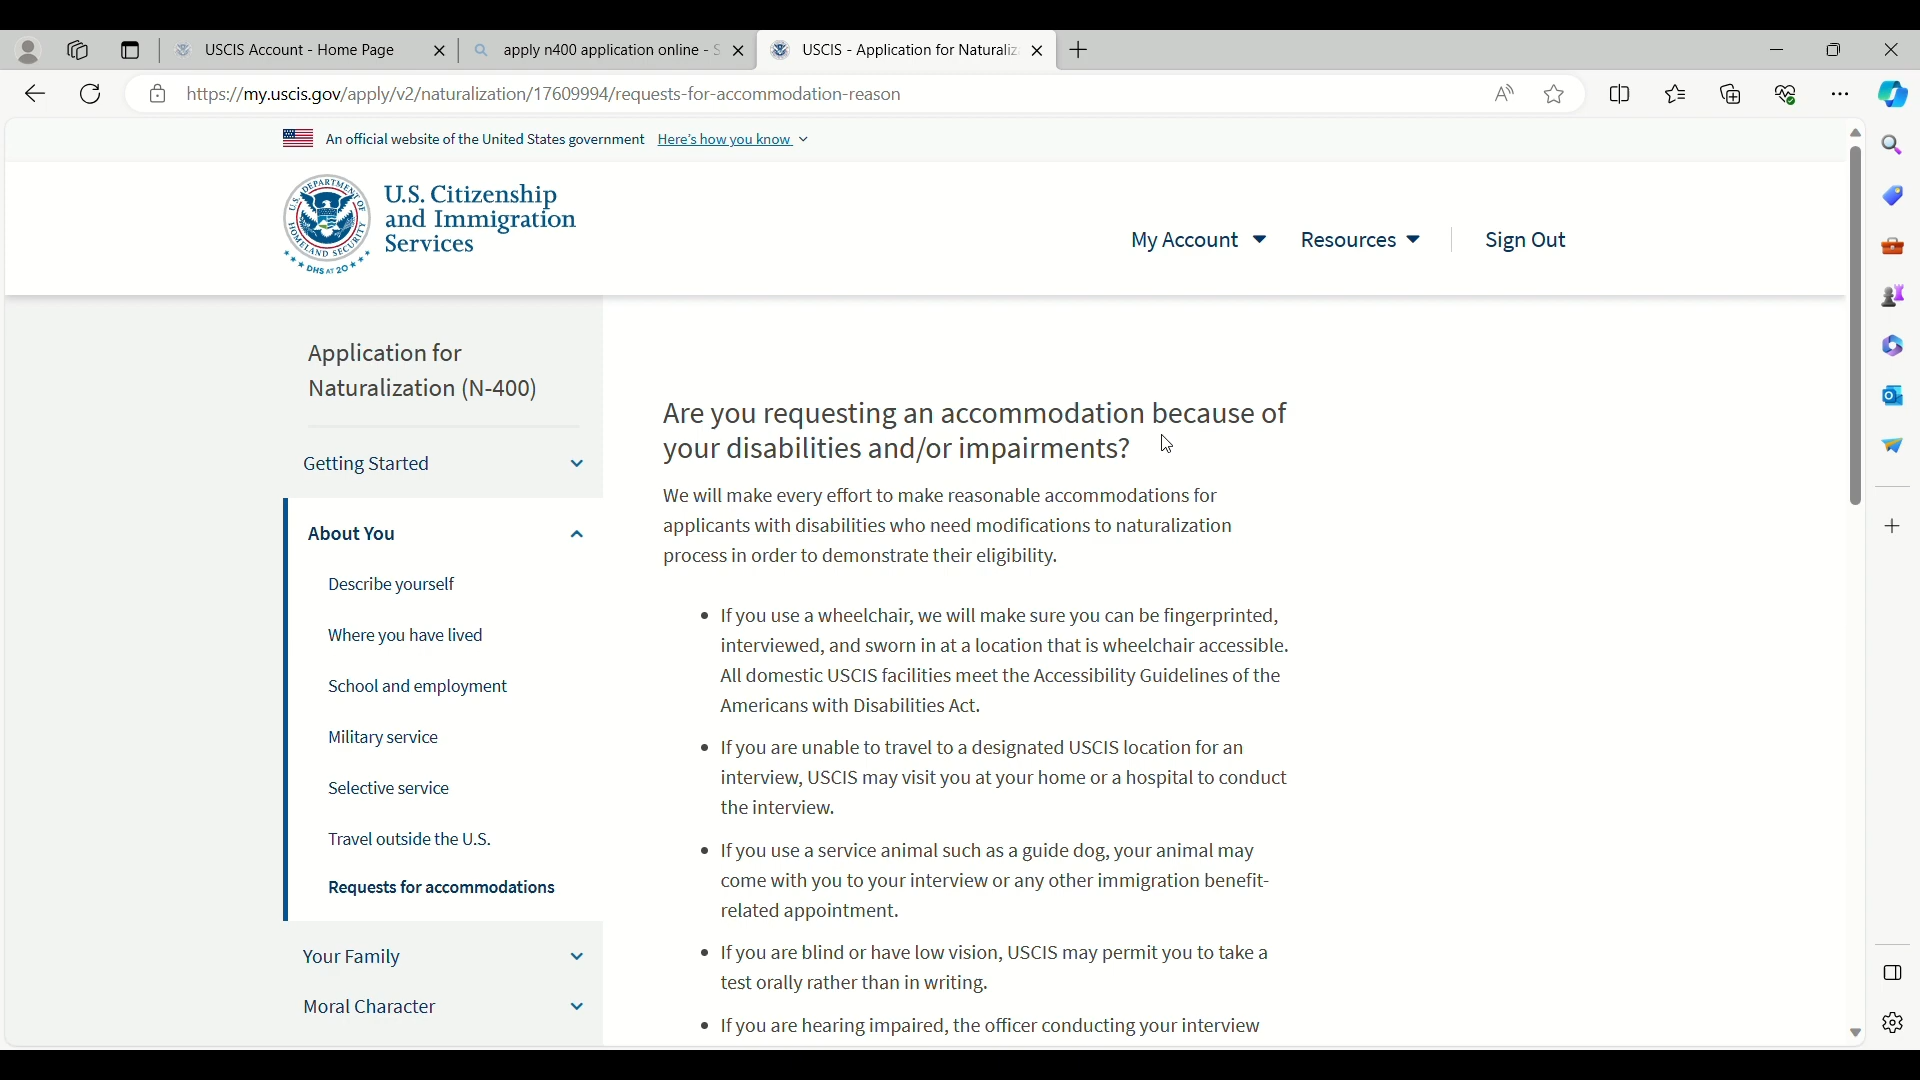 USCIS Account - Home Page
apply n400 application online - S
USCIS - Application for Naturaliz
https://my.uscis.gov/apply/v2/naturalization/17609994/requests-for-accommodation-reason
An official website of the United States government Here's how you know
U.S. Citizenship
and Immigration
Services
My Account
Resources
Sign Out
Application for
Naturalization (N-400)
Getting Started
About You
Describe yourself
Where you have lived
School and employment
Military service
Selective service
Travel outside the U.S.
Requests for accommodations
Your Family
Moral Character
Are you requesting an accommodation because of
your disabilities and/or impairments?
We will make every effort to make reasonable accommodations for
applicants with disabilities who need modifications to naturalization
process in order to demonstrate their eligibility.
• If you use a wheelchair, we will make sure you can be fingerprinted,
interviewed, and sworn in at a location that is wheelchair accessible.
All domestic USCIS facilities meet the Accessibility Guidelines of the
Americans with Disabilities Act.
• If you are unable to travel to a designated USCIS location for an
interview, USCIS may visit you at your home or a hospital to conduct
the interview.
• If you use a service animal such as a guide dog, your animal may
come with you to your interview or any other immigration benefit-
related appointment.
• If you are blind or have low vision, USCIS may permit you to take a
test orally rather than in writing.
• If you are hearing impaired, the officer conducting your interview